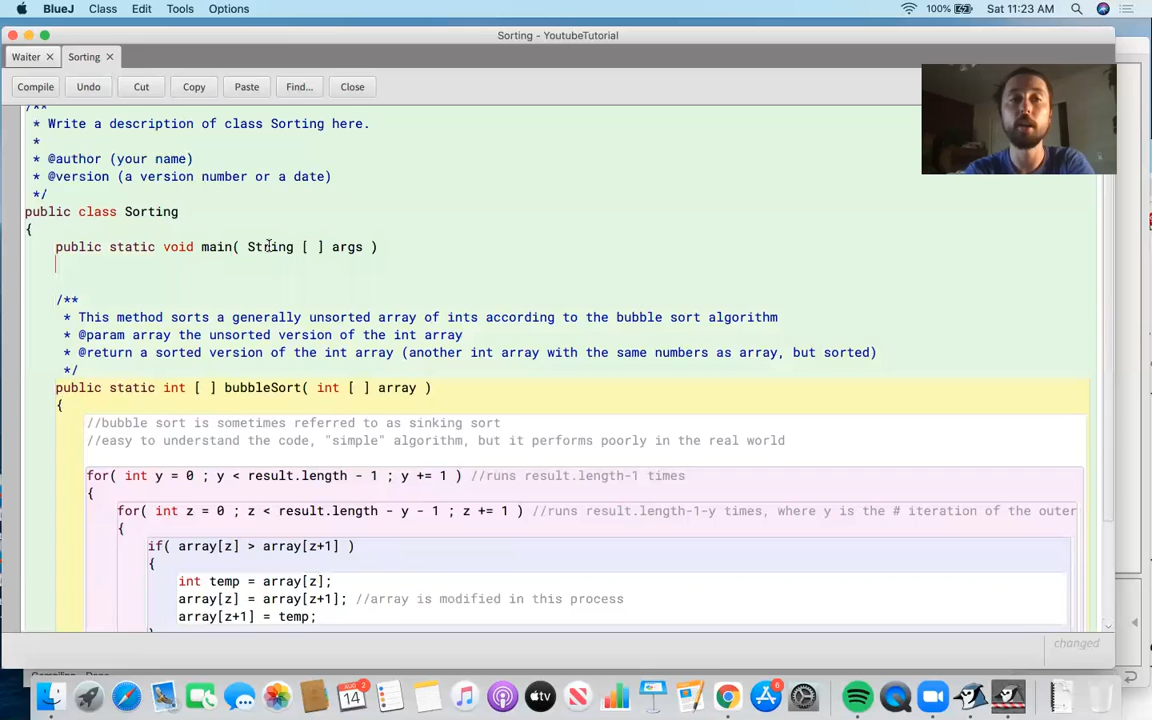 BlueJ Class Edit Tools Options 100% Sat 11:23 AM
Sorting - YoutubeTutorial
Waiter Sorting
Compile Undo Cut Copy Paste Find... Close
/**
* Write a description of class Sorting here.
*
* @author (your name)
* @version (a version number or a date)
*/
public class Sorting
{
public static void main( String [ ] args )
/**
* This method sorts a generally unsorted array of ints according to the bubble sort algorithm
* @param array the unsorted version of the int array
* @return a sorted version of the int array (another int array with the same numbers as array, but sorted)
*/
public static int [ ] bubbleSort( int [ ] array )
{
//bubble sort is sometimes referred to as sinking sort
//easy to understand the code, "simple" algorithm, but it performs poorly in the real world
for( int y = 0 ; y < result.length - 1 ; y += 1 ) //runs result.length-1 times
{
for( int z = 0 ; z < result.length - y - 1 ; z += 1 ) //runs result.length-1-y times, where y is the # iteration of the outer
{
if( array[z] > array[z+1] )
{
int temp = array[z];
array[z] = array[z+1]; //array is modified in this process
array[z+1] = temp;
changed
AUG 2
14
6